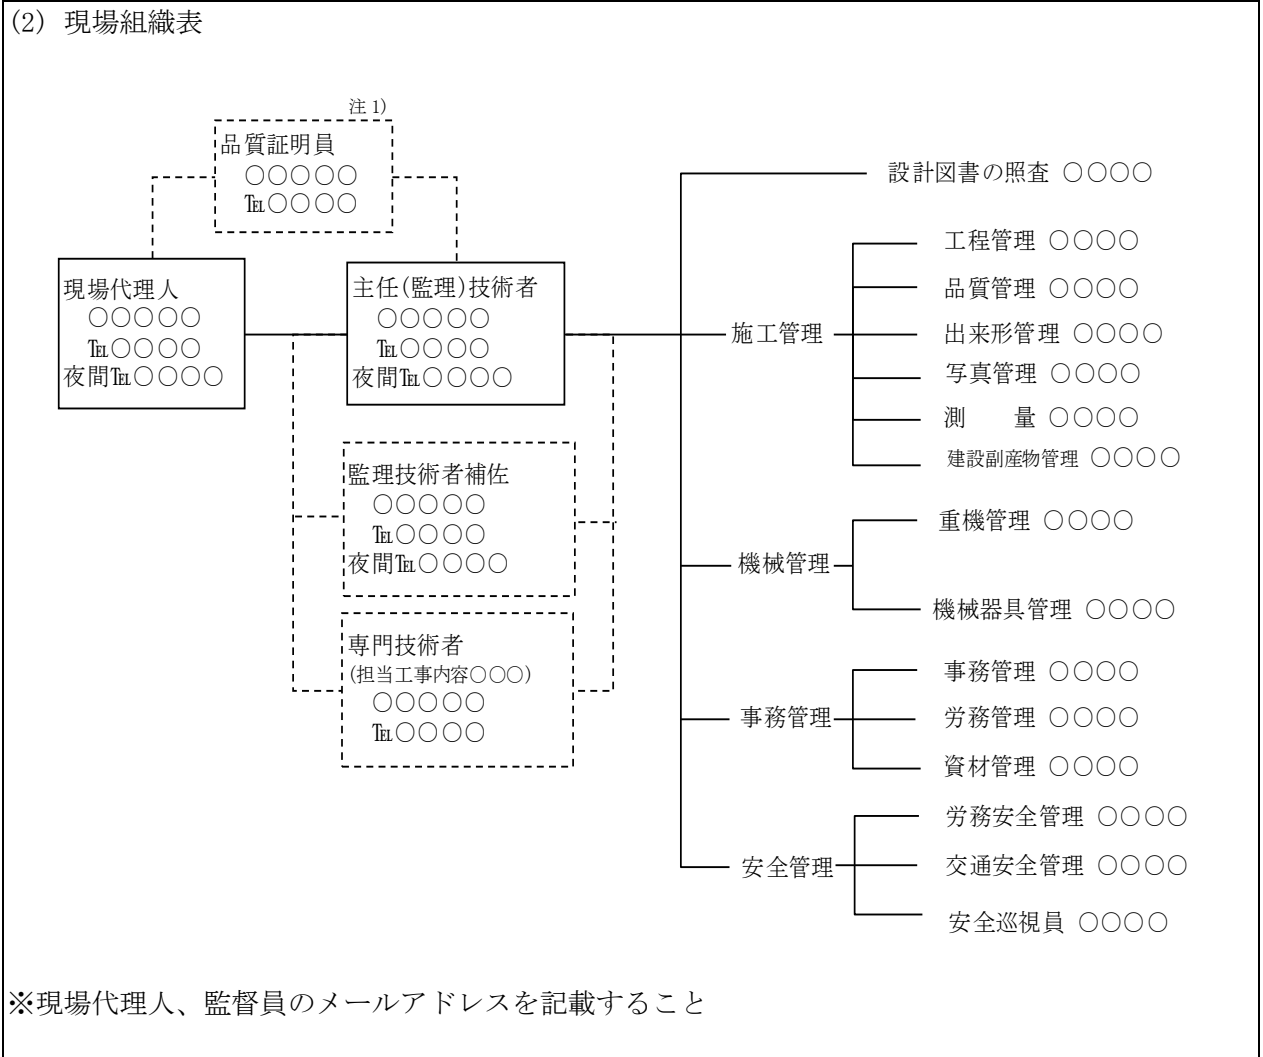 (2) 現場組織表
注1)
品質証明員
○○○○○
℡○○○○
現場代理人
○○○○○
℡○○○○
夜間℡○○○○
主任(監理)技術者
○○○○○
℡○○○○
夜間℡○○○○
監理技術者補佐
○○○○○
℡○○○○
夜間℡○○○○
専門技術者
(担当工事内容○○○)
○○○○○
℡○○○○
設計図書の照査 ○○○○
施工管理
工程管理 ○○○○
品質管理 ○○○○
出来形管理 ○○○○
写真管理 ○○○○
測　　量 ○○○○
建設副産物管理 ○○○○
機械管理
重機管理 ○○○○
機械器具管理 ○○○○
事務管理
事務管理 ○○○○
労務管理 ○○○○
資材管理 ○○○○
安全管理
労務安全管理 ○○○○
交通安全管理 ○○○○
安全巡視員 ○○○○
※現場代理人、監督員のメールアドレスを記載すること